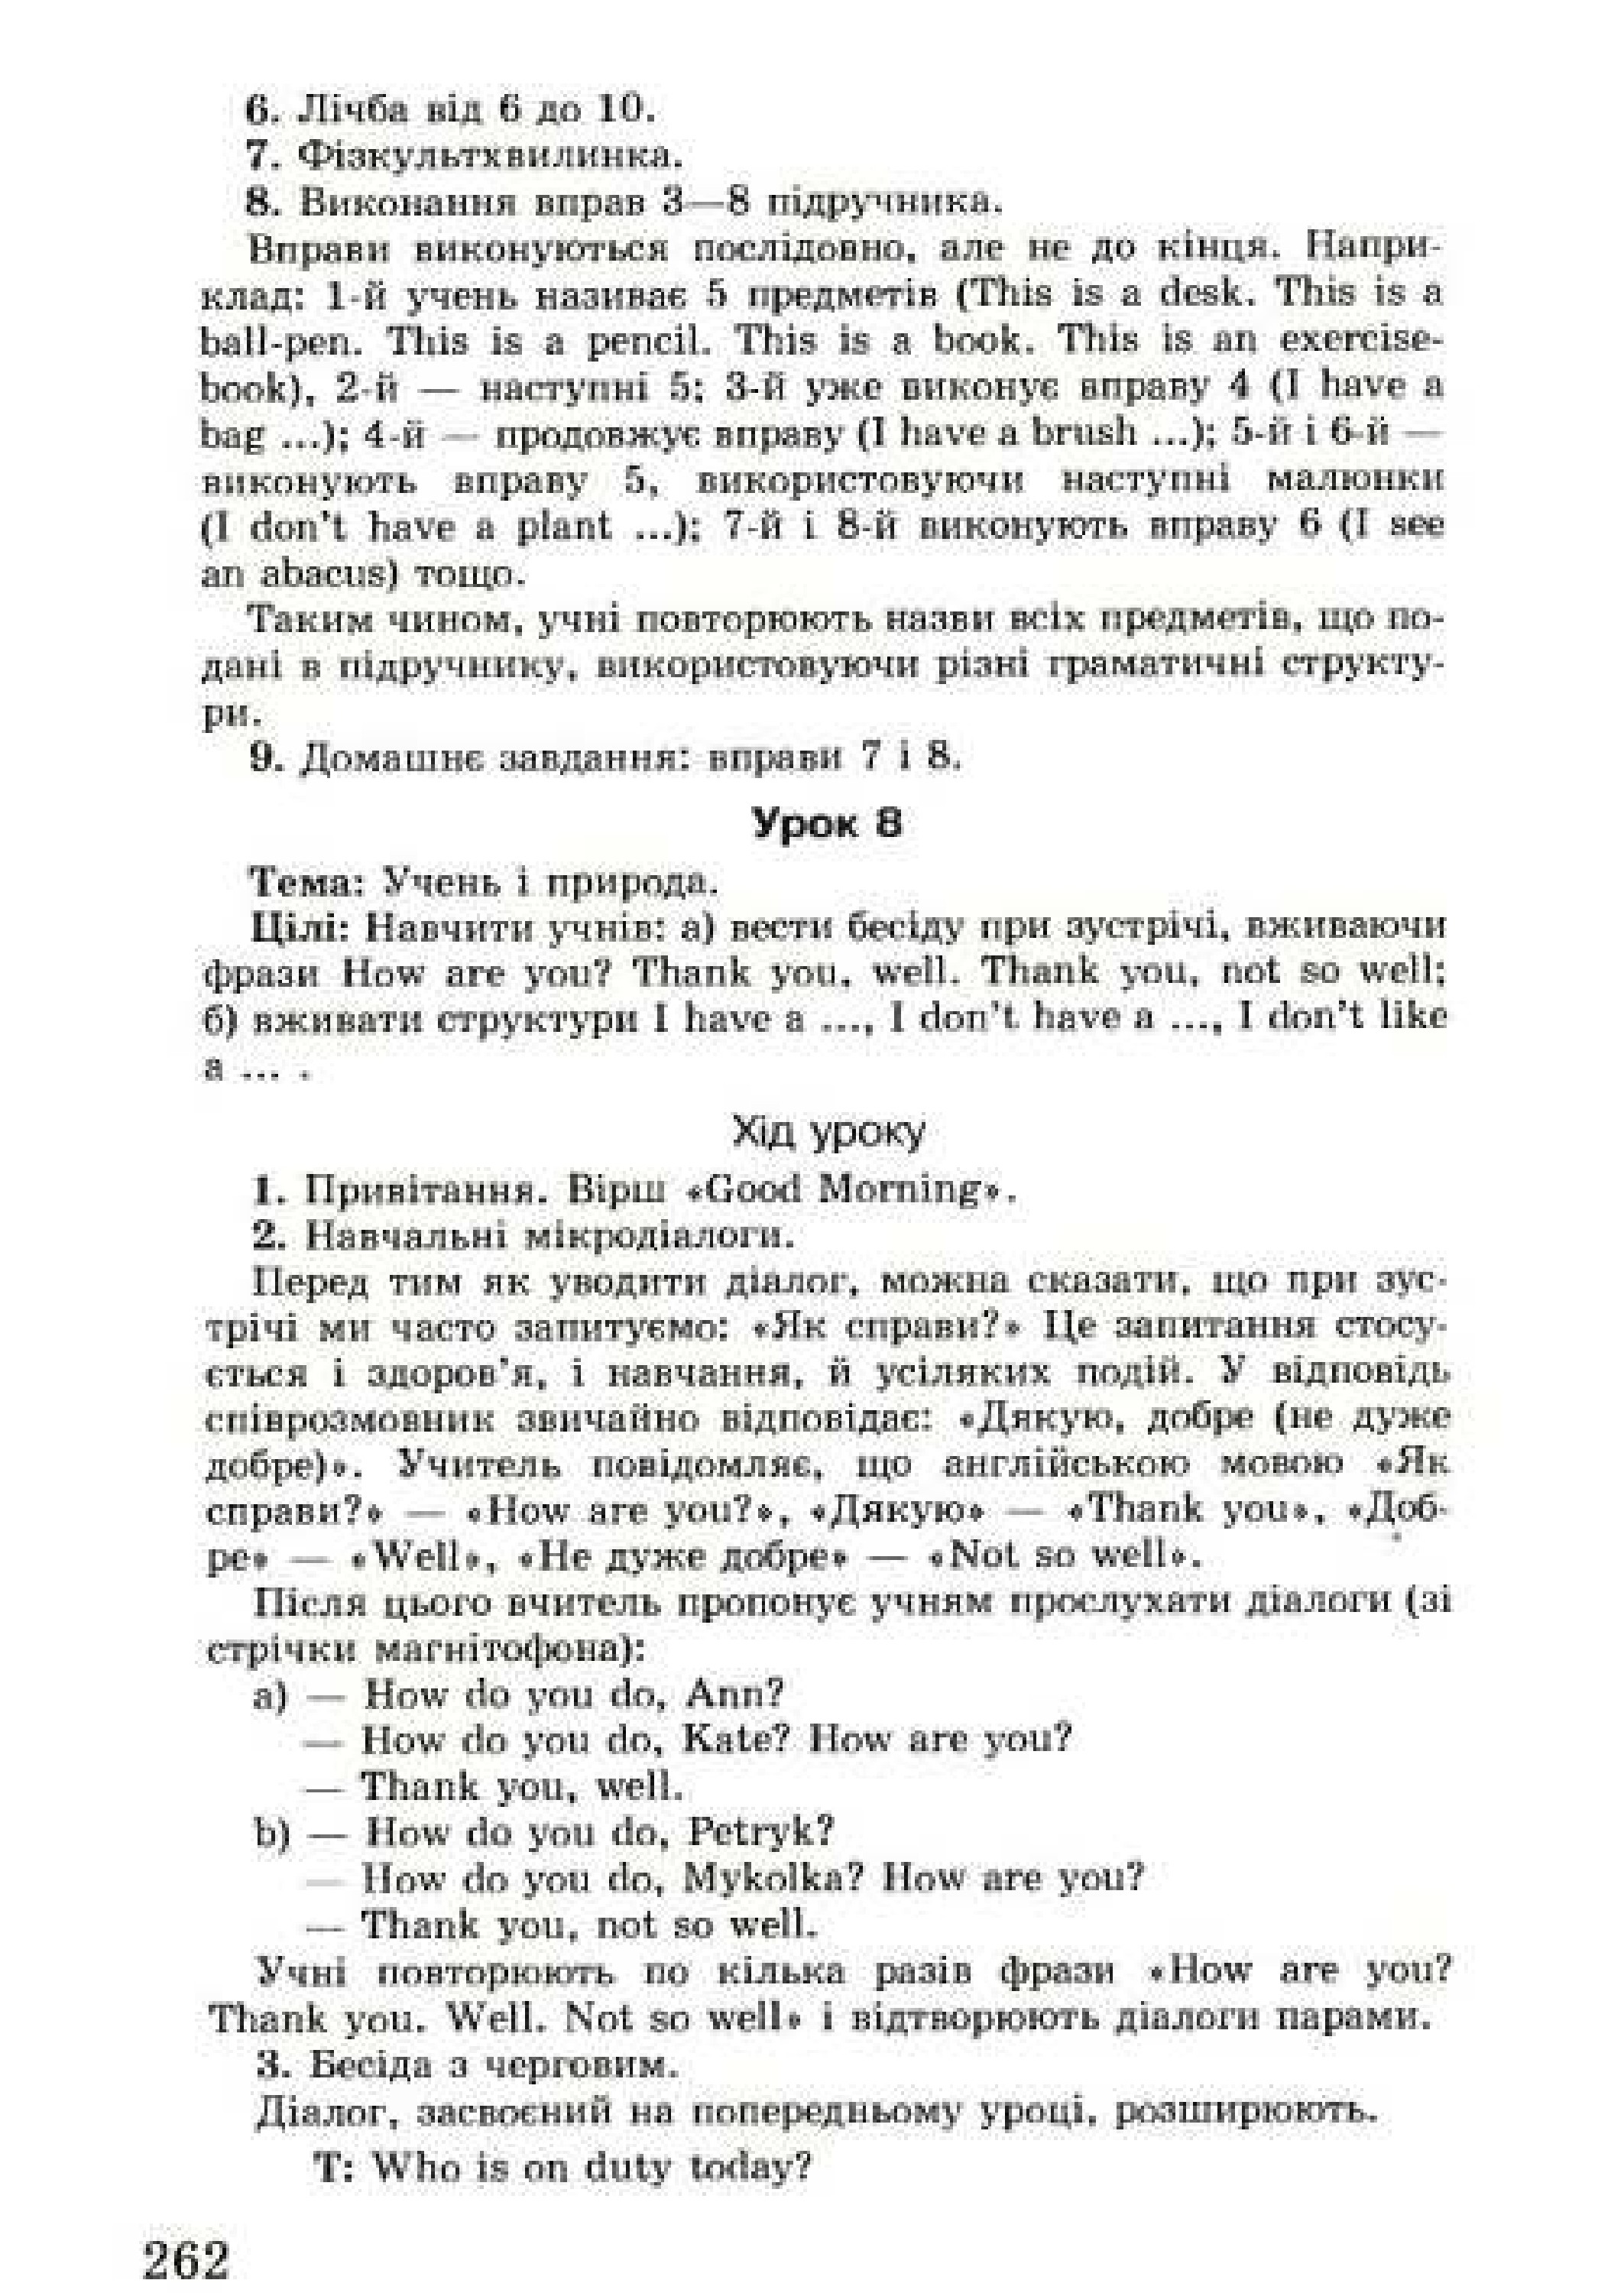 6. Лічба від 6 до 10.
7. Фізкультхвилинка.
8. Виконання вправ 3—8 підручника.
Вправи виконуються послідовно, але не до кінця. Напри-
клад: 1-й учень називає 5 предметів (This is a desk. This is a
ball-pen. This is a pencil. This is a book. This is an exercise-
book), 2-й — наступні 5; 3-й уже виконує вправу 4 (I have a
bag ...); 4-й — продовжує вправу (I have a brush ...); 5-й і 6-й —
виконують вправу 5, використовуючи наступні малюнки
(I don't have a plant ...); 7-й і 8-й виконують вправу 6 (I see
an abacus) тощо.
Таким чином, учні повторюють назви всіх предметів, що по-
дані в підручнику, використовуючи різні граматичні структу-
ри.
9. Домашнє завдання: вправи 7 і 8.
Урок 8
Тема: Учень і природа.
Цілі: Навчити учнів: а) вести бесіду при зустрічі, вживаючи
фрази How are you? Thank you, well. Thank you, not so well;
б) вживати структури I have a ..., I don't have a ..., I don't like
a ... .
Хід уроку
1. Привітання. Вірш «Good Morning».
2. Навчальні мікродіалоги.
Перед тим як уводити діалог, можна сказати, що при зус-
трічі ми часто запитуємо: «Як справи?» Це запитання стосу-
ється і здоров'я, і навчання, й усіляких подій. У відповідь
співрозмовник звичайно відповідає: «Дякую, добре (не дуже
добре)». Учитель повідомляє, що англійською мовою «Як
справи?» — «How are you?», «Дякую» — «Thank you», «Доб-
ре» — «Well», «Не дуже добре» — «Not so well».
Після цього вчитель пропонує учням прослухати діалоги (зі
стрічки магнітофона):
a) — How do you do, Ann?
— How do you do, Kate? How are you?
— Thank you, well.
b) — How do you do, Petryk?
— How do you do, Mykolka? How are you?
— Thank you, not so well.
Учні повторюють по кілька разів фрази «How are you?
Thank you. Well. Not so well» і відтворюють діалоги парами.
3. Бесіда з черговим.
Діалог, засвоєний на попередньому уроці, розширюють.
T: Who is on duty today?
262